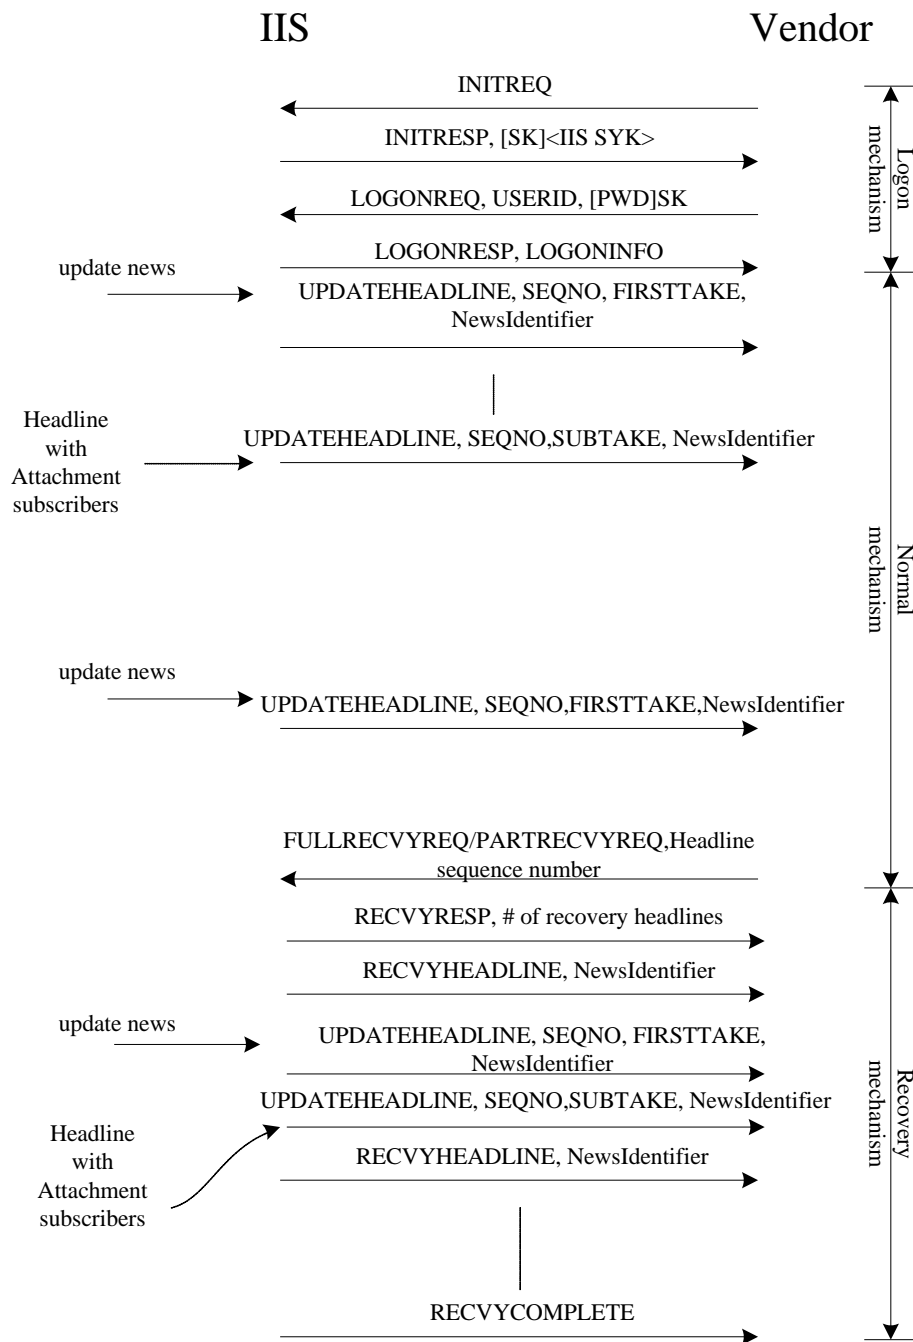 IIS
Vendor
INITREQ
INITRESP, [SK]<IIS SYK>
LOGONREQ, USERID, [PWD]SK
LOGONRESP, LOGONINFO
Logon
mechanism
update news
UPDATEHEADLINE, SEQNO, FIRSTTAKE,
NewsIdentifier
Headline
with
Attachment
subscribers
UPDATEHEADLINE, SEQNO,SUBTAKE, NewsIdentifier
Normal
mechanism
update news
UPDATEHEADLINE, SEQNO,FIRSTTAKE,NewsIdentifier
FULLRECVYREQ/PARTRECVYREQ,Headline
sequence number
RECVYRESP, # of recovery headlines
RECVYHEADLINE, NewsIdentifier
update news
UPDATEHEADLINE, SEQNO, FIRSTTAKE,
NewsIdentifier
UPDATEHEADLINE, SEQNO,SUBTAKE, NewsIdentifier
Headline
with
Attachment
subscribers
RECVYHEADLINE, NewsIdentifier
Recovery
mechanism
RECVYCOMPLETE